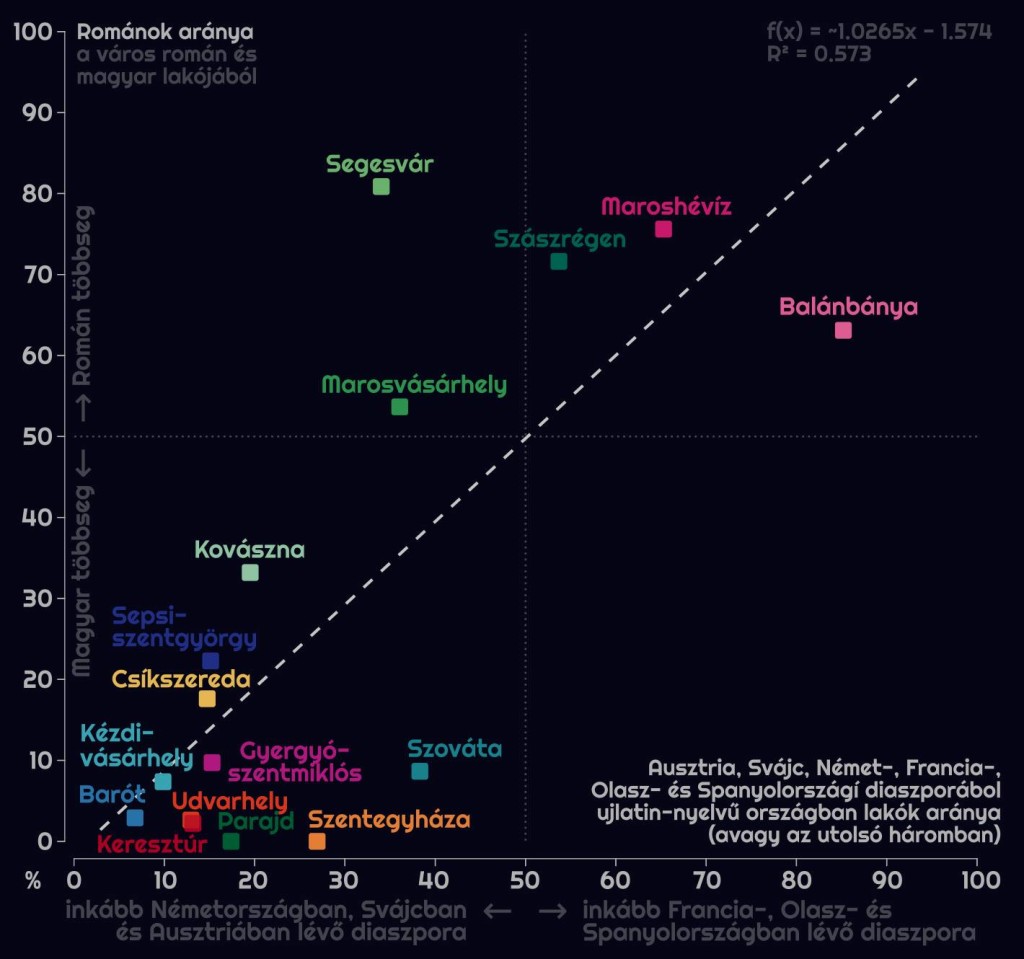 100
Románok aránya
a város román és
magyar lakójából
f(x) = ~1.0265x − 1.574
R² = 0.573
90
80
70
60
50
40
30
20
10
0
Román többség
Magyar többség
Segesvár
Maroshévíz
Szászrégen
Balánbánya
Marosvásárhely
Kovászna
Sepsi-
szentgyörgy
Csíkszereda
Kézdi-
vásárhely
Gyergyó-
szentmiklós
Szováta
Barót
Udvarhely
Parajd
Szentegyháza
Keresztúr
Ausztria, Svájc, Német-, Francia-,
Olasz- és Spanyolországí diaszporábol
ujlatin-nyelvű országban lakók aránya
(avagy az utolsó háromban)
% 0 10 20 30 40 50 60 70 80 90 100
inkább Németországban, Svájcban ← → inkább Francia-, Olasz- és
és Ausztriában lévő diaszpora Spanyolországban lévő diaszpora